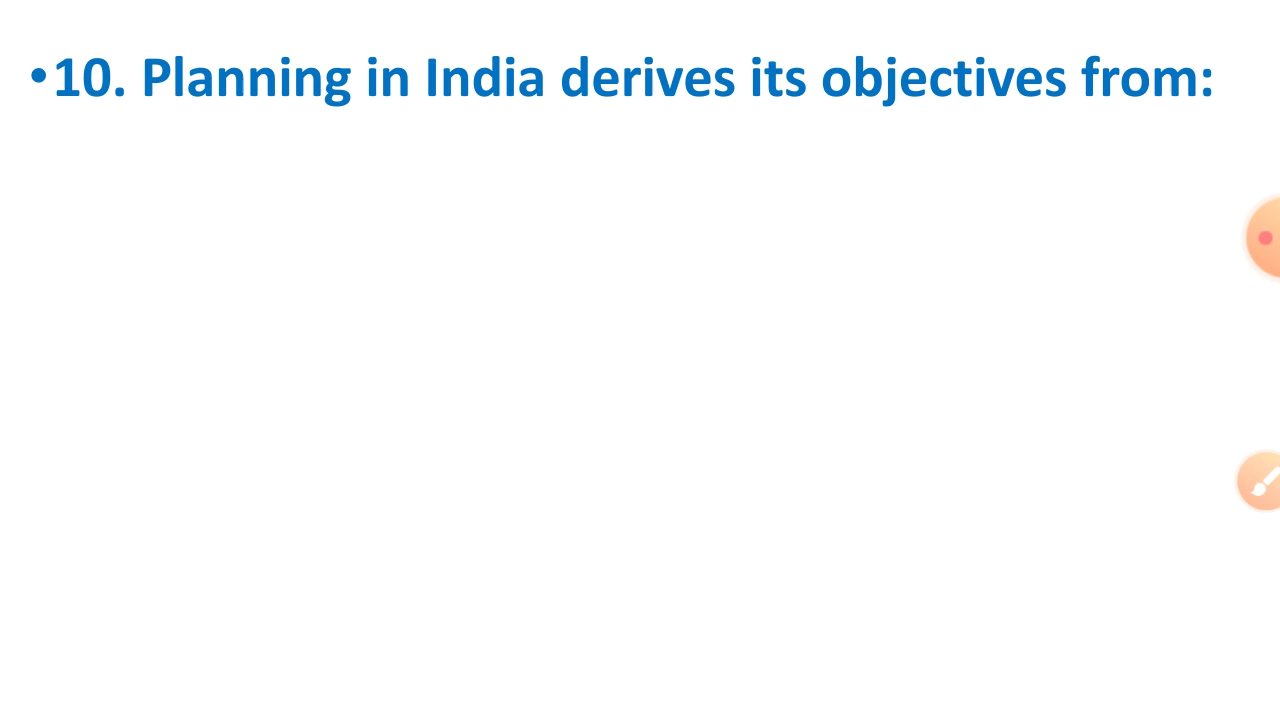 •10. Planning in India derives its objectives from: